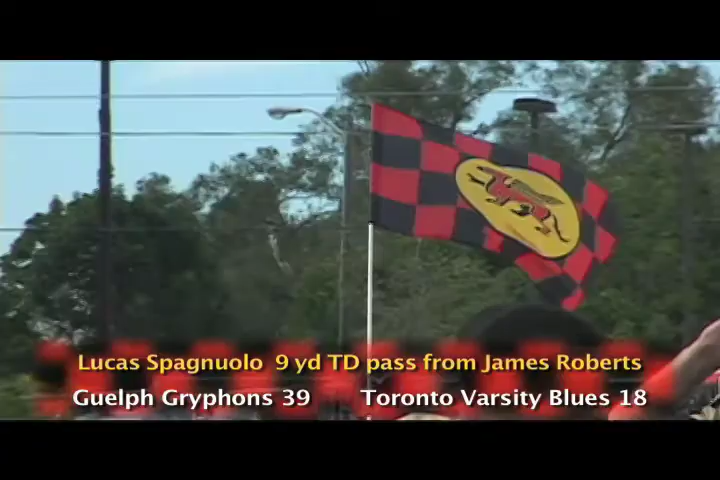 Lucas Spagnuolo 9 yd TD pass from James Roberts
Guelph Gryphons 39 Toronto Varsity Blues 18